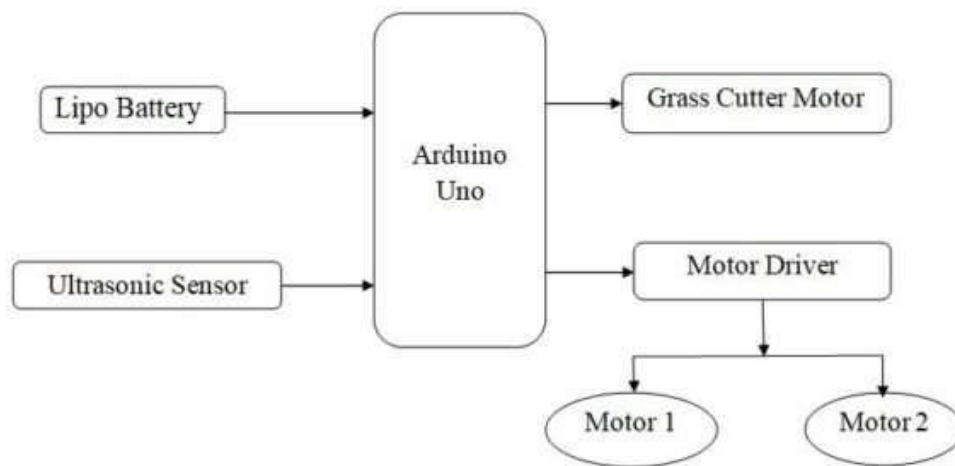 Lipo Battery
Grass Cutter Motor
Arduino
Uno
Ultrasonic Sensor
Motor Driver
Motor 1
Motor 2